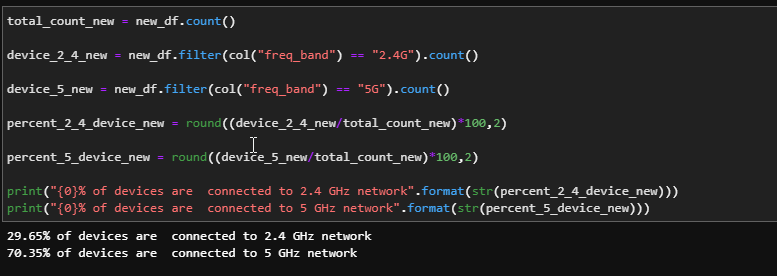 total_count_new = new_df.count()
device_2_4_new = new_df.filter(col("freq_band") == "2.4G").count()
device_5_new = new_df.filter(col("freq_band") == "5G").count()
percent_2_4_device_new = round((device_2_4_new/total_count_new)*100,2)
percent_5_device_new = round((device_5_new/total_count_new)*100,2)
print("{0}% of devices are  connected to 2.4 GHz network".format(str(percent_2_4_device_new)))
print("{0}% of devices are  connected to 5 GHz network".format(str(percent_5_device_new)))
29.65% of devices are  connected to 2.4 GHz network
70.35% of devices are  connected to 5 GHz network